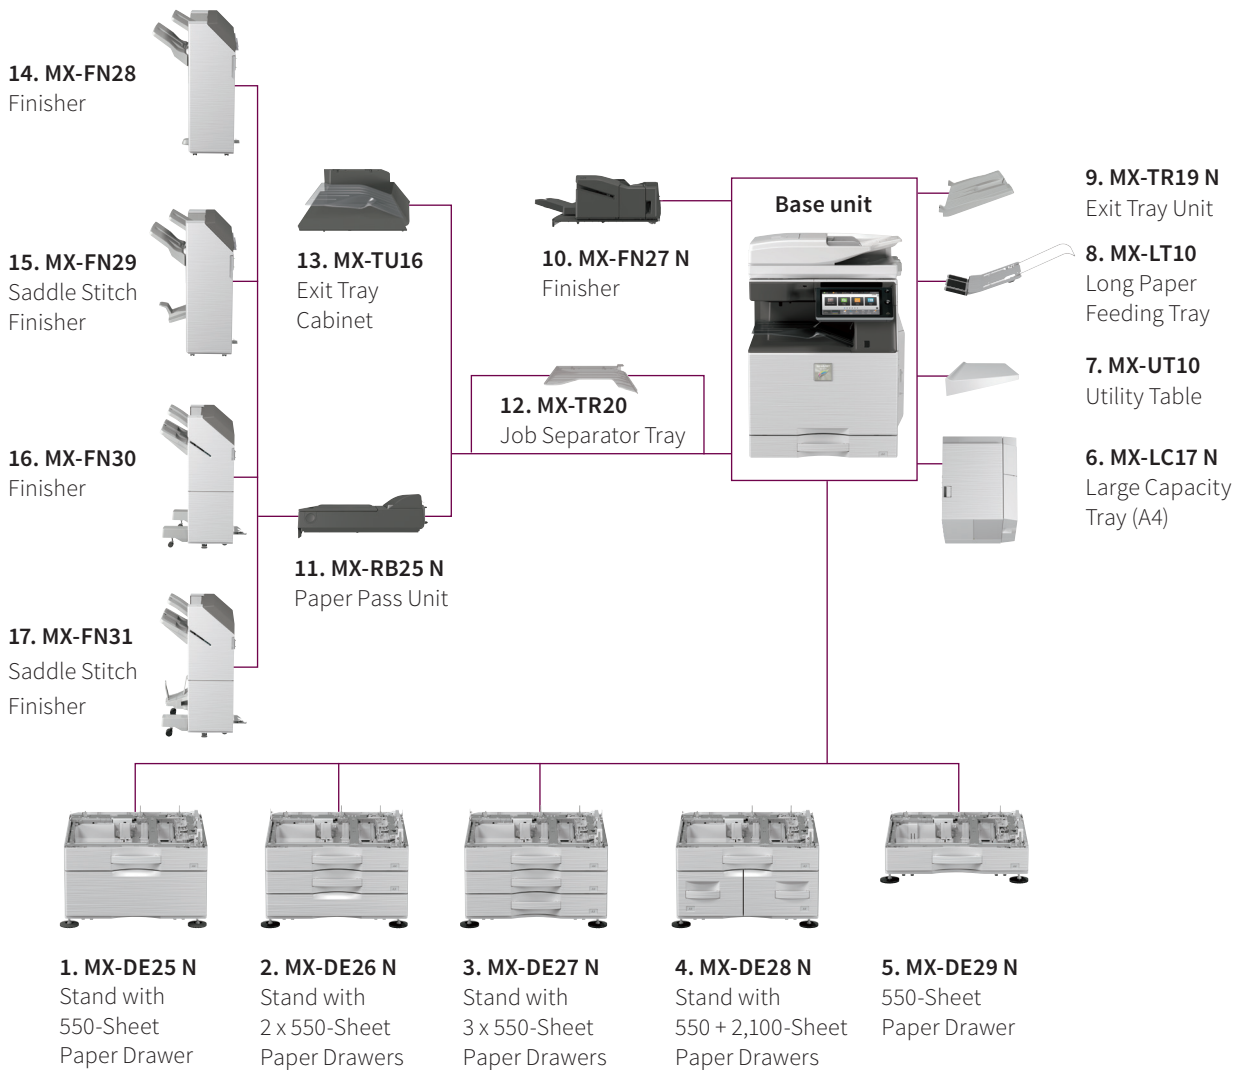 14. MX-FN28
Finisher
15. MX-FN29
Saddle Stitch
Finisher
16. MX-FN30
Finisher
17. MX-FN31
Saddle Stitch
Finisher
13. MX-TU16
Exit Tray
Cabinet
11. MX-RB25 N
Paper Pass Unit
10. MX-FN27 N
Finisher
12. MX-TR20
Job Separator Tray
Base unit
9. MX-TR19 N
Exit Tray Unit
8. MX-LT10
Long Paper
Feeding Tray
7. MX-UT10
Utility Table
6. MX-LC17 N
Large Capacity
Tray (A4)
1. MX-DE25 N
Stand with
550-Sheet
Paper Drawer
2. MX-DE26 N
Stand with
2 x 550-Sheet
Paper Drawers
3. MX-DE27 N
Stand with
3 x 550-Sheet
Paper Drawers
4. MX-DE28 N
Stand with
550 + 2,100-Sheet
Paper Drawers
5. MX-DE29 N
550-Sheet
Paper Drawer